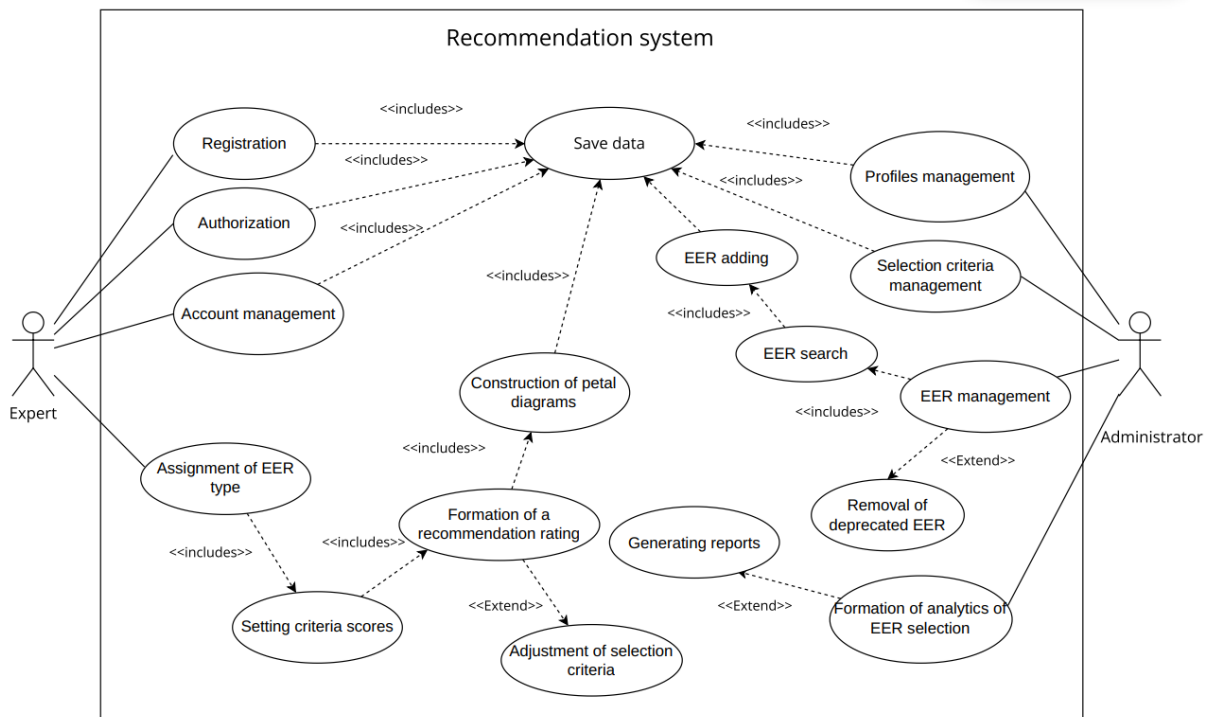 Recommendation system
<<includes>>
<<includes>>
Registration
Save data
<<includes>>
Profiles management
<<includes>>
Authorization
<<includes>>
EER adding
Selection criteria
management
<<includes>>
Account management
<<includes>>
EER search
Construction of petal
diagrams
EER management
Expert
<<includes>>
Administrator
<<includes>>
<<Extend>>
Assignment of EER
type
Removal of
deprecated EER
Formation of a
recommendation rating
Generating reports
<<includes>>
<<includes>>
<<Extend>>
<<Extend>>
Formation of analytics of
EER selection
Setting criteria scores
Adjustment of selection
criteria